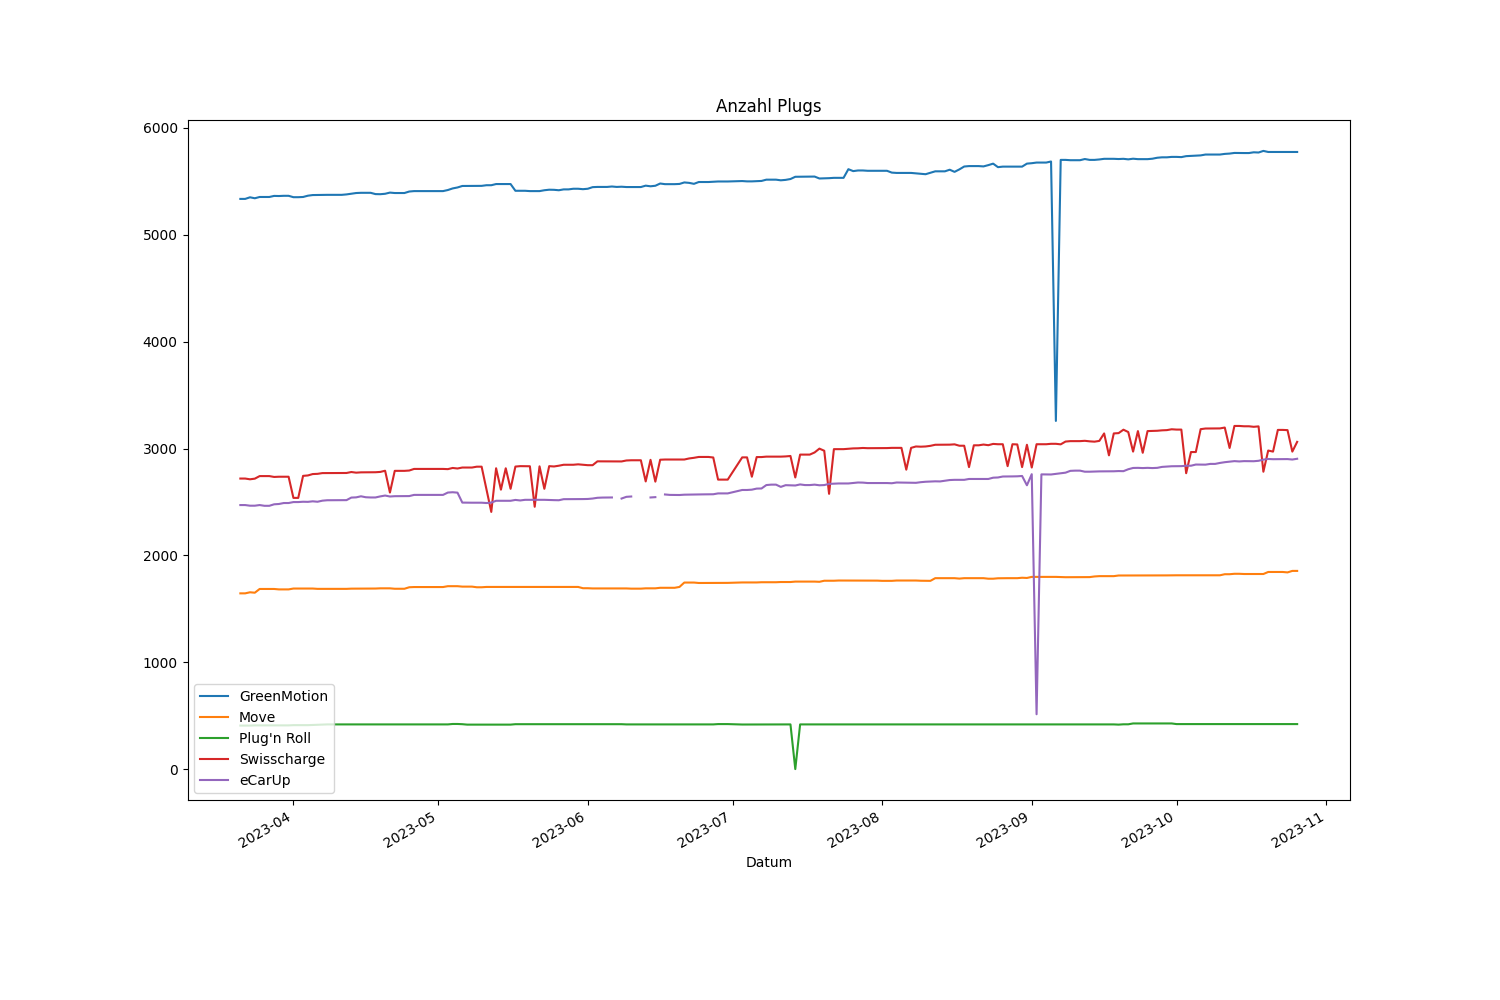 Anzahl Plugs
6000
5000
4000
3000
2000
1000
0
GreenMotion
Move
Plug'n Roll
Swisscharge
eCarUp
2023-04
2023-05
2023-06
2023-07
2023-08
2023-09
2023-10
2023-11
Datum